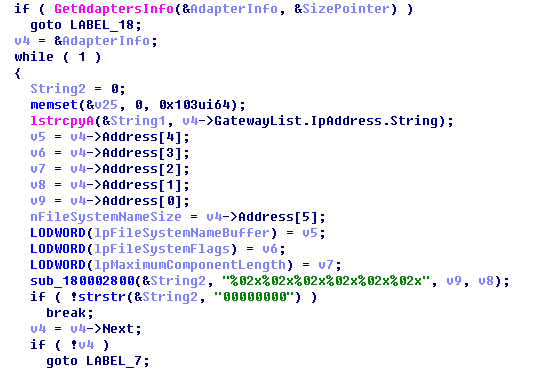 if ( GetAdaptersInfo(&AdapterInfo, &SizePointer) )
goto LABEL_18;
v4 = &AdapterInfo;
while ( 1 )
{
String2 = 0;
memset(&v25, 0, 0x103ui64);
lstrcpyA(&String1, v4->GatewayList.IpAddress.String);
v5 = v4->Address[4];
v6 = v4->Address[3];
v7 = v4->Address[2];
v8 = v4->Address[1];
v9 = v4->Address[0];
nFileSystemNameSize = v4->Address[5];
LODWORD(lpFileSystemNameBuffer) = v5;
LODWORD(lpFileSystemFlags) = v6;
LODWORD(lpMaximumComponentLength) = v7;
sub_180002800(&String2, "%02x%02x%02x%02x%02x%02x", v9, v8);
if ( !strstr(&String2, "00000000") )
break;
v4 = v4->Next;
if ( !v4 )
goto LABEL_7;